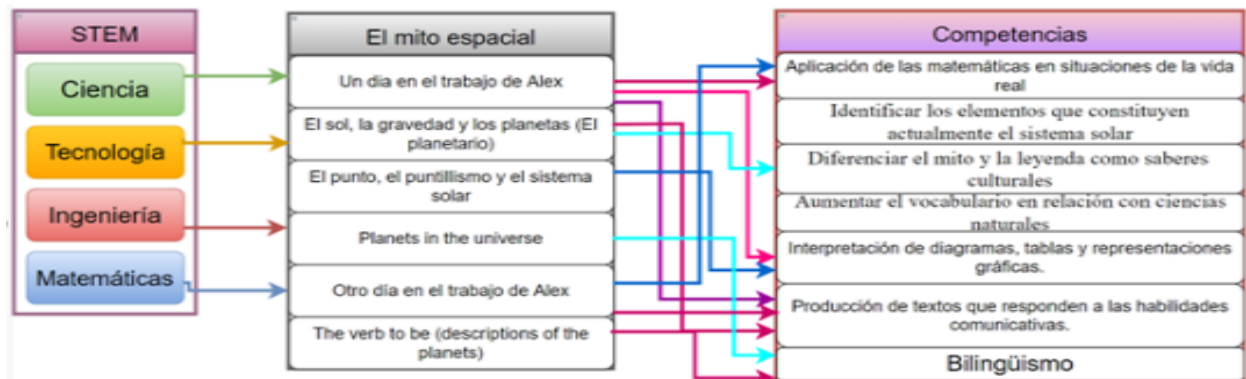 STEM
Ciencia
Tecnología
Ingeniería
Matemáticas
El mito espacial
Un día en el trabajo de Alex
El sol, la gravedad y los planetas (El
planetario)
El punto, el puntillismo y el sistema
solar
Planets in the universe
Otro día en el trabajo de Alex
The verb to be (descriptions of the
planets)
Competencias
Aplicación de las matemáticas en situaciones de la vida
real
Identificar los elementos que constituyen
actualmente el sistema solar
Diferenciar el mito y la leyenda como saberes
culturales
Aumentar el vocabulario en relación con ciencias
naturales
Interpretación de diagramas, tablas y representaciones
gráficas.
Producción de textos que responden a las habilidades
comunicativas.
Bilingüismo